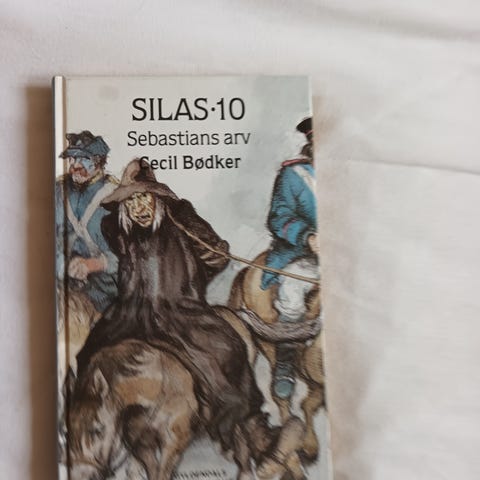 SILAS·10
Sebastians arv
Cecil Bødker